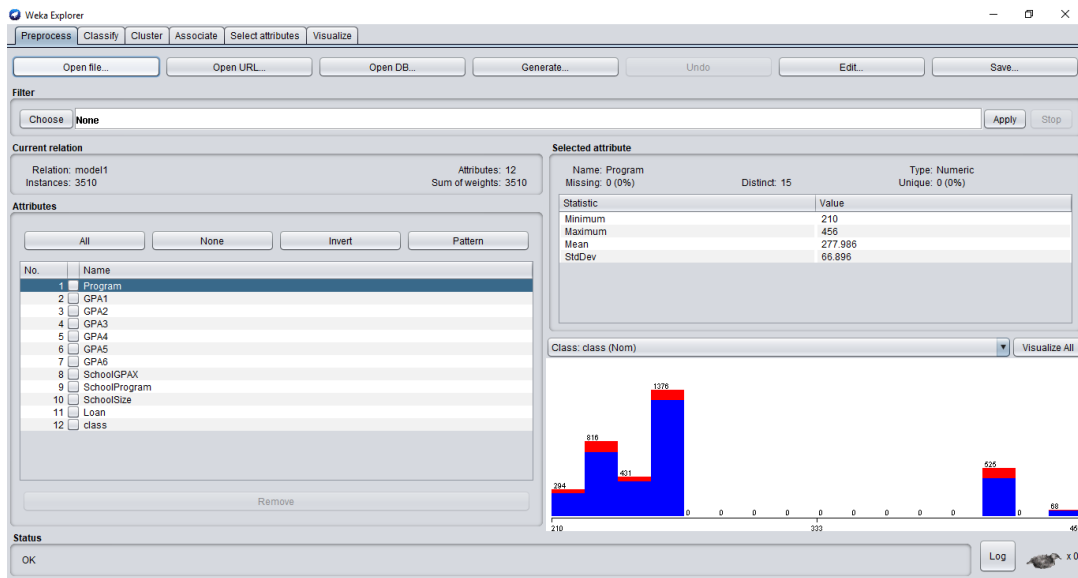 Weka Explorer
Preprocess Classify Cluster Associate Select attributes Visualize
Open file... Open URL... Open DB... Generate... Undo Edit... Save...
Filter
Choose None Apply Stop
Current relation
Relation: model1 Attributes: 12
Instances: 3510 Sum of weights: 3510
Attributes
All None Invert Pattern
No. Name
1 Program
2 GPA1
3 GPA2
4 GPA3
5 GPA4
6 GPA5
7 GPA6
8 SchoolGPAX
9 SchoolProgram
10 SchoolSize
11 Loan
12 class
Remove
Selected attribute
Name: Program Type: Numeric
Missing: 0 (0%) Distinct: 15 Unique: 0 (0%)
Statistic Value
Minimum 210
Maximum 456
Mean 277.986
StdDev 66.896
Class: class (Nom) Visualize All
1376
816
431
294
525
68
0 0 0 0 0 0 0 0 0 0
210 333 45
Status
OK
Log x 0